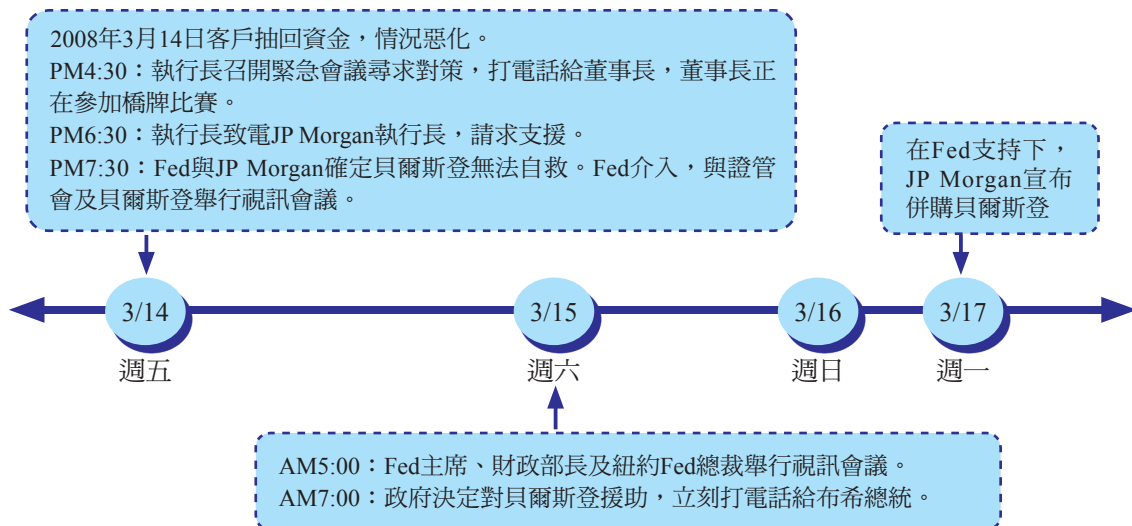 2008年3月14日客戶抽回資金，情況惡化。
PM4:30：執行長召開緊急會議尋求對策，打電話給董事長，董事長正
在參加橋牌比賽。
PM6:30：執行長致電JP Morgan執行長，請求支援。
PM7:30：Fed與JP Morgan確定貝爾斯登無法自救。Fed介入，與證管
會及貝爾斯登舉行視訊會議。
在Fed支持下，
JP Morgan宣布
併購貝爾斯登
3/14
3/15
3/16
3/17
週五
週六
週日
週一
AM5:00：Fed主席、財政部長及紐約Fed總裁舉行視訊會議。
AM7:00：政府決定對貝爾斯登援助，立刻打電話給布希總統。